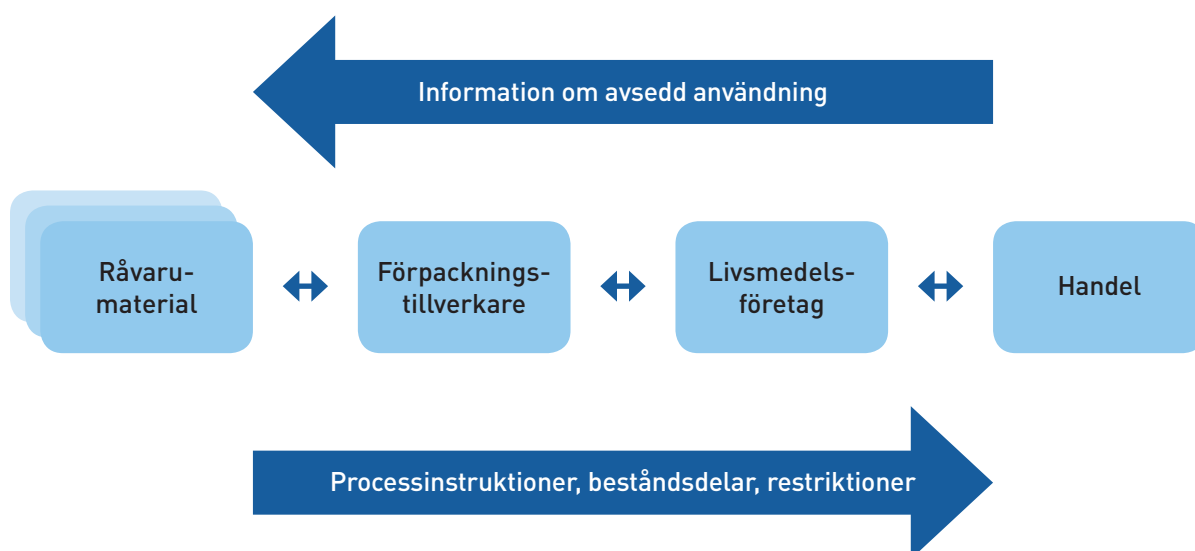 Information om avsedd användning
Råvaru-
material
Förpacknings-
tillverkare
Livsmedels-
företag
Handel
Processinstruktioner, beståndsdelar, restriktioner